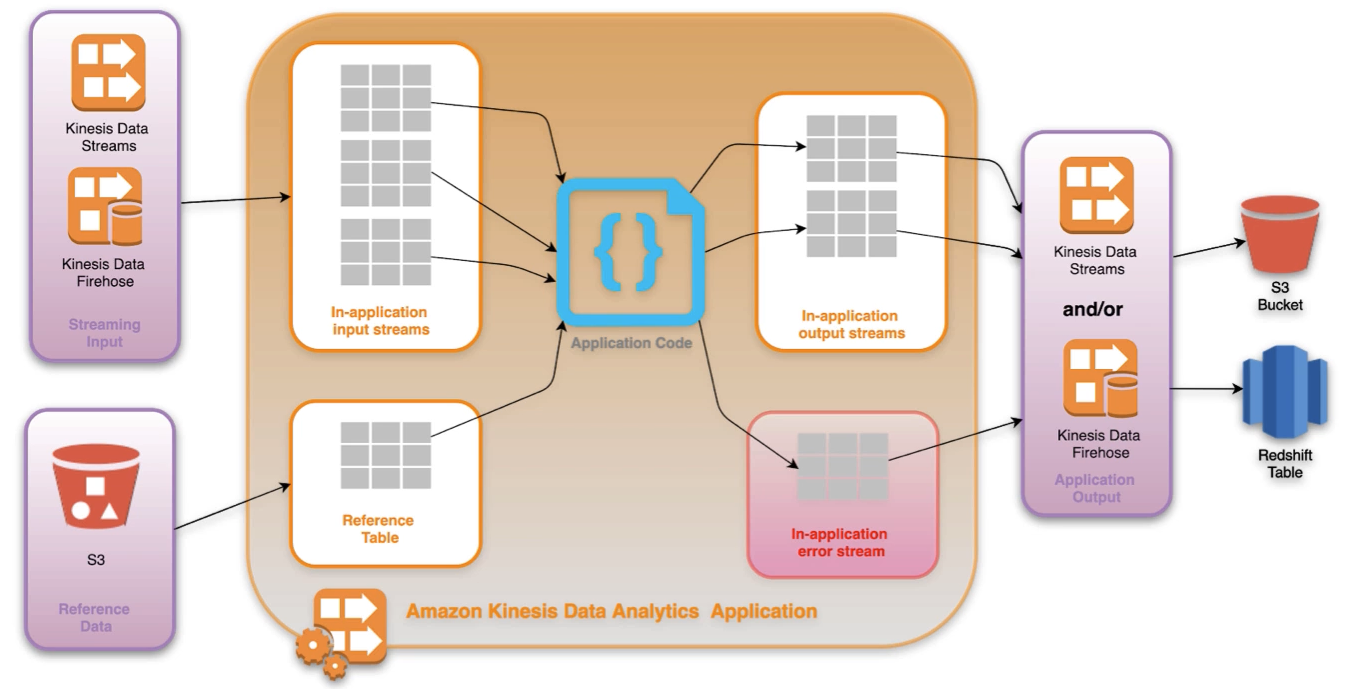 Kinesis Data
Streams
Kinesis Data
Firehose
Streaming
Input
S3
Reference
Data
In-application
input streams
Reference
Table
{}
Application Code
In-application
output streams
In-application
error stream
Amazon Kinesis Data Analytics Application
Kinesis Data
Streams
and/or
Kinesis Data
Firehose
Application
Output
S3
Bucket
Redshift
Table